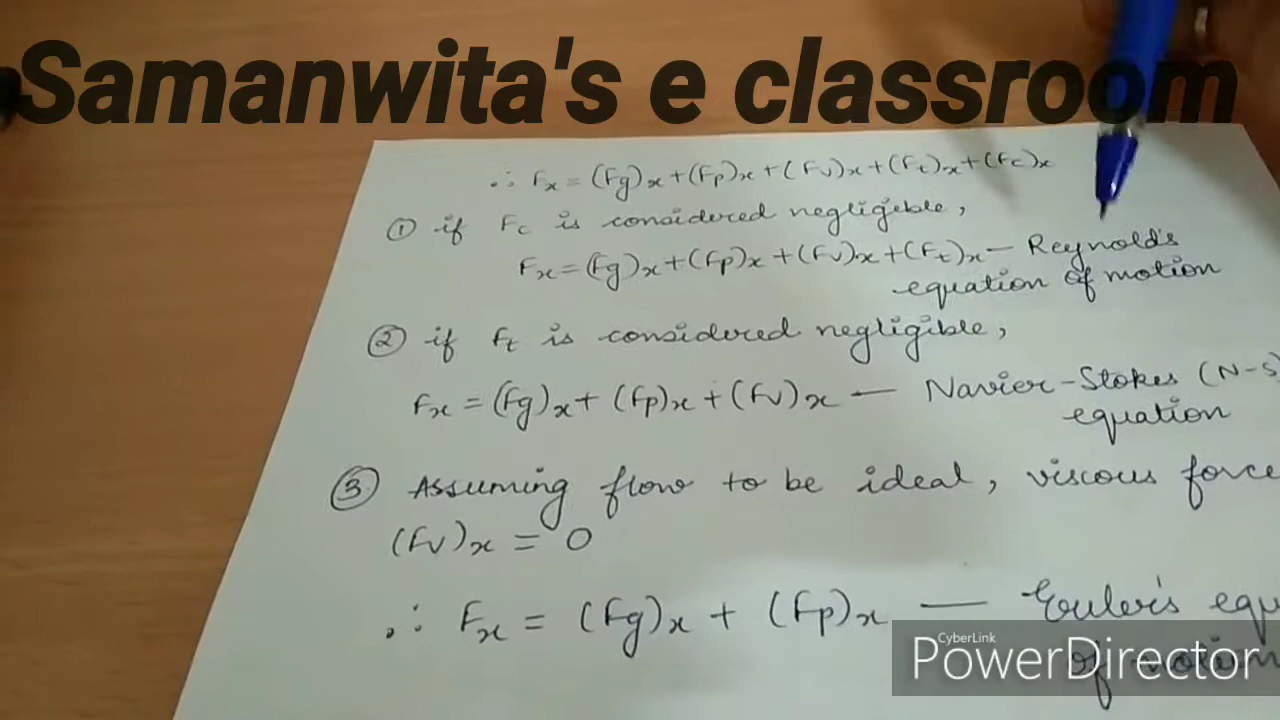 Samanwita's e classroom
∴ Fx = (Fg)x + (Fp)x + (Fv)x + (Ft)x + (Fc)x
① if Fc is considered negligible,
Fx = (Fg)x + (Fp)x + (Fv)x + (Ft)x — Reynold's
equation of motion
② if Ft is considered negligible,
Fx = (Fg)x + (Fp)x + (Fv)x — Navier-Stokes (N-S
equation
③ Assuming flow to be ideal, viscous force
(Fv)x = 0
∴ Fx = (Fg)x + (Fp)x — Euler's equ
of motion
CyberLink
PowerDirector